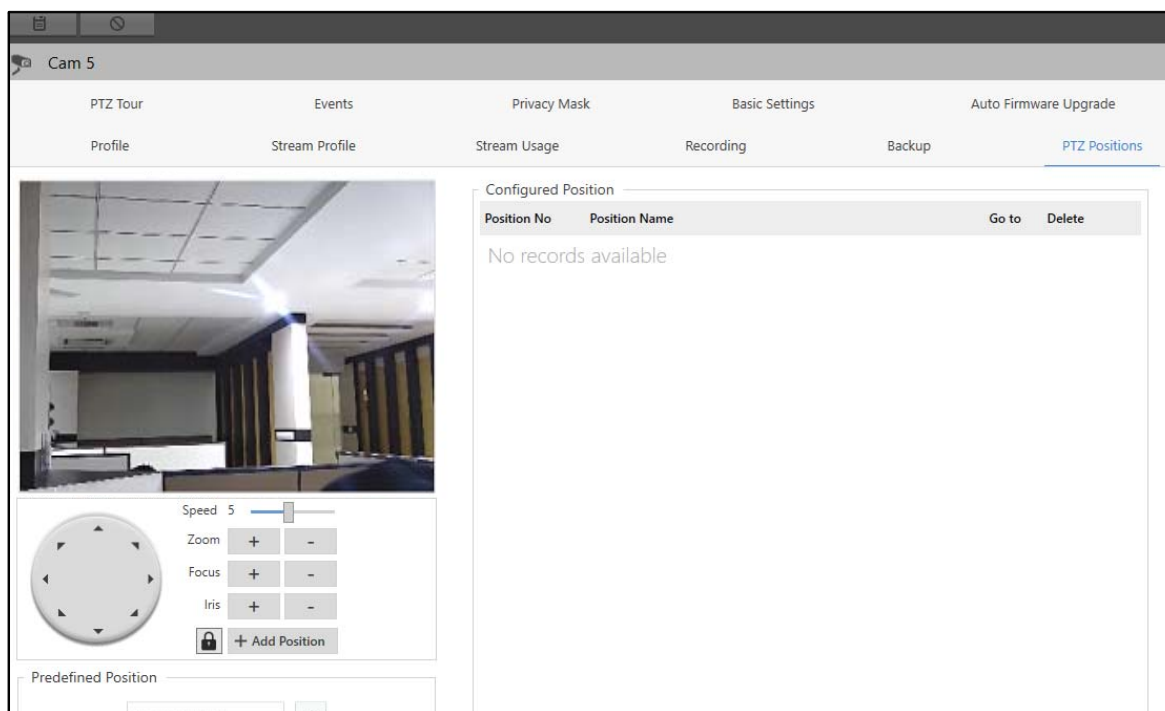 Cam 5
PTZ Tour Events Privacy Mask Basic Settings Auto Firmware Upgrade
Profile Stream Profile Stream Usage Recording Backup PTZ Positions
Configured Position
Position No Position Name Go to Delete
No records available
Speed 5
Zoom + -
Focus + -
Iris + -
+ Add Position
Predefined Position